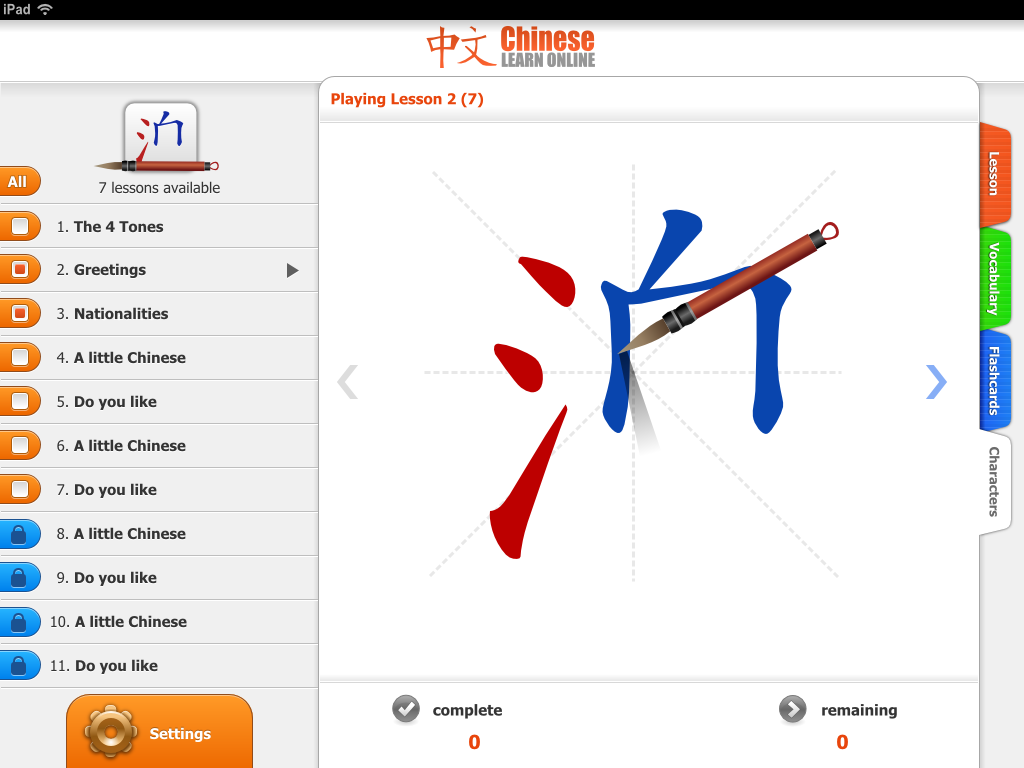 iPad
中文 Chinese
LEARN ONLINE
7 lessons available
All
1. The 4 Tones
2. Greetings
3. Nationalities
4. A little Chinese
5. Do you like
6. A little Chinese
7. Do you like
8. A little Chinese
9. Do you like
10. A little Chinese
11. Do you like
Settings
Playing Lesson 2 (7)
complete
0
remaining
0
Lesson
Vocabulary
Flashcards
Characters